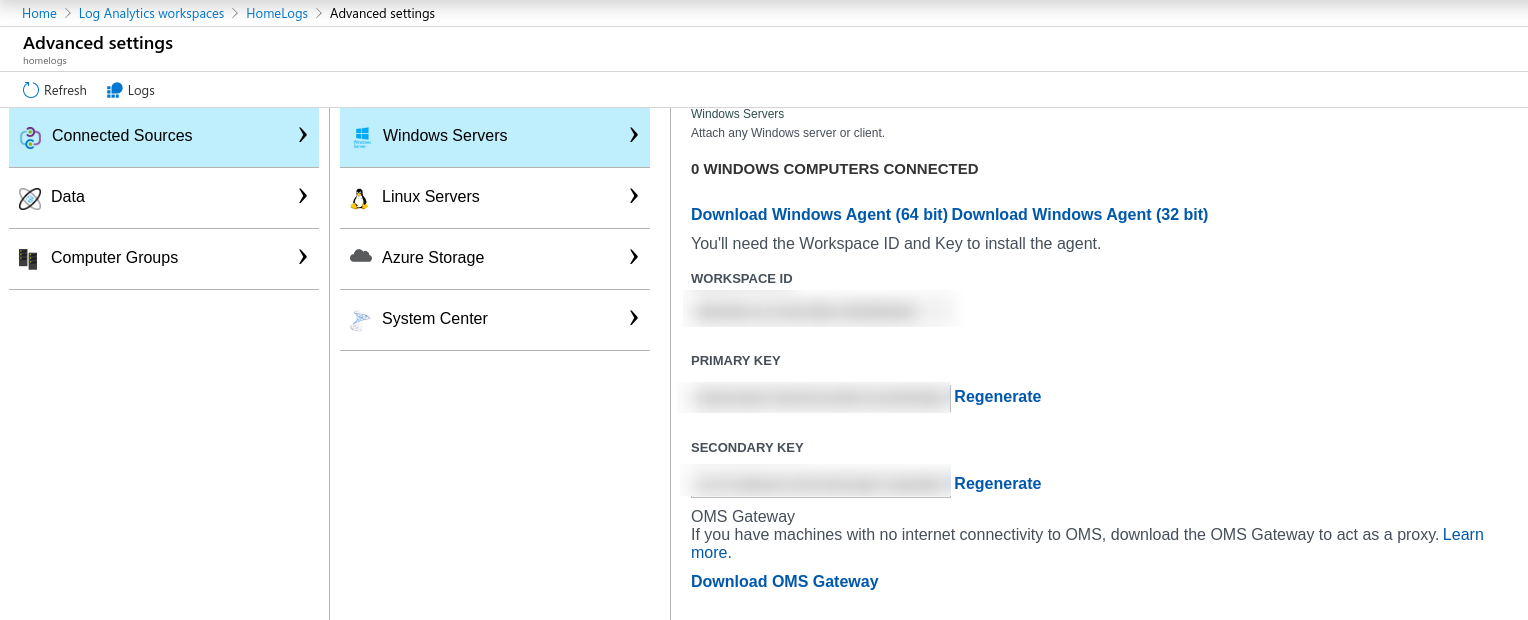 Home > Log Analytics workspaces > HomeLogs > Advanced settings
Advanced settings
homelogs
Refresh Logs
Connected Sources
Data
Computer Groups
Windows Servers
Linux Servers
Azure Storage
System Center
Windows Servers
Attach any Windows server or client.
0 WINDOWS COMPUTERS CONNECTED
Download Windows Agent (64 bit) Download Windows Agent (32 bit)
You'll need the Workspace ID and Key to install the agent.
WORKSPACE ID
PRIMARY KEY
Regenerate
SECONDARY KEY
Regenerate
OMS Gateway
If you have machines with no internet connectivity to OMS, download the OMS Gateway to act as a proxy. Learn
more.
Download OMS Gateway